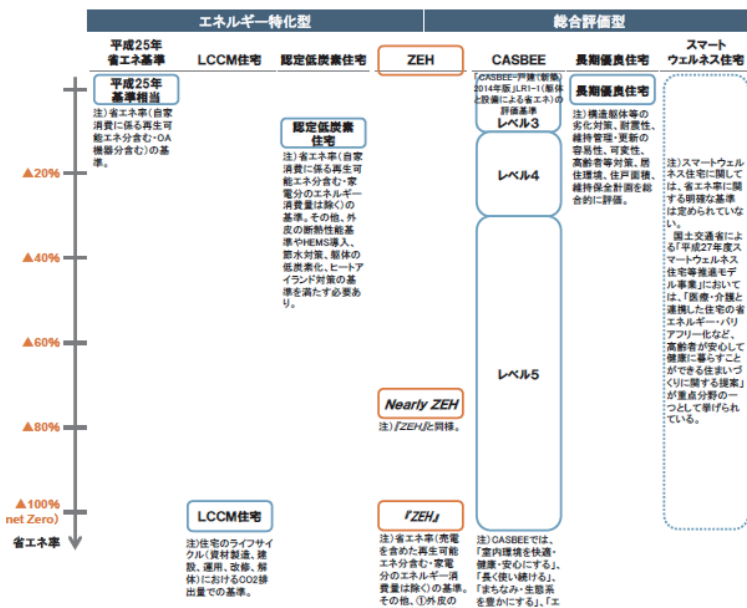 エネルギー特化型
総合評価型
平成25年
省エネ基準
LCCM住宅
認定低炭素住宅
ZEH
CASBEE
長期優良住宅
スマート
ウェルネス住宅
平成25年
基準相当
注)省エネ率(自家
消費に係る再生可
能エネ分含む・OA
機器分含む)の基
準。
認定低炭素
住宅
注)省エネ率(自家
消費に係る再生可
能エネ分含む・家
電分のエネルギー
消費量は除く)の
基準。その他、外
皮の断熱性能基
準やHEMS導入、
節水対策、躯体の
低炭素化、ヒートア
イランド対策の基
準を満たす必要あ
り。
「CASBEE-戸建(新築)
2014年版」LR1-1(躯体
と設備による省エネ)の
評価基準
レベル3
レベル4
レベル5
長期優良住宅
注)構造躯体等の
劣化対策、耐震性、
維持管理・更新の
容易性、可変性、
高齢者等対策、居
住環境、住戸面積、
維持保全計画を総
合的に評価。
注)スマートウェル
ネス住宅に関して
は、省エネ率に関
する明確な基準
は定められていな
い。
国土交通省によ
る「平成27年度ス
マートウェルネス
住宅等推進モデ
ル事業」において
は、「医療・介護と
連携した住宅の省
エネルギー・バリ
アフリー化など、
高齢者が安心して
健康に暮らすこと
ができる住まいづ
くりに関する提案」
が重点分野の一
つとして挙げられ
ている。
▲20%
▲40%
▲60%
▲80%
▲100%
net Zero)
省エネ率
Nearly ZEH
注)『ZEH』と同様。
LCCM住宅
注)住宅のライフサイ
クル(資材製造、建
設、運用、改修、解
体)におけるCO2排
出量での基準。
『ZEH』
注)省エネ率(売電
を含めた再生可能
エネ分含む・家電
分のエネルギー消
費量は除く)の基準。
その他、①外皮の
注)CASBEEでは、
「室内環境を快適・
健康・安心にする」、
「長く使い続ける」、
「まちなみ・生態系
を豊かにする」、「エ